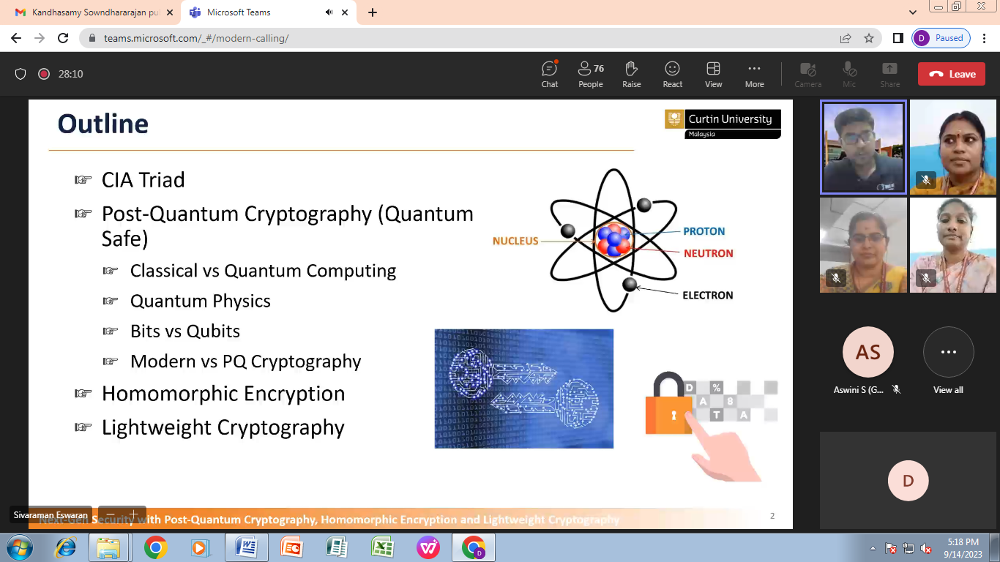 Kandhasamy Sowndhararajan pu
Microsoft Teams
teams.microsoft.com/_#/modern-calling/
D
Paused
28:10
76
Chat
People
Raise
React
View
More
Camera
Mic
Share
Leave
Outline
Curtin University
Malaysia
CIA Triad
Post-Quantum Cryptography (Quantum
Safe)
Classical vs Quantum Computing
Quantum Physics
Bits vs Qubits
Modern vs PQ Cryptography
Homomorphic Encryption
Lightweight Cryptography
NUCLEUS
PROTON
NEUTRON
ELECTRON
D %
A 8
T A
AS
Aswini S (G...
View all
D
Sivaraman Eswaran
Next-Gen Security with Post-Quantum Cryptography, Homomorphic Encryption and Lightweight Cryptography
2
5:18 PM
9/14/2023